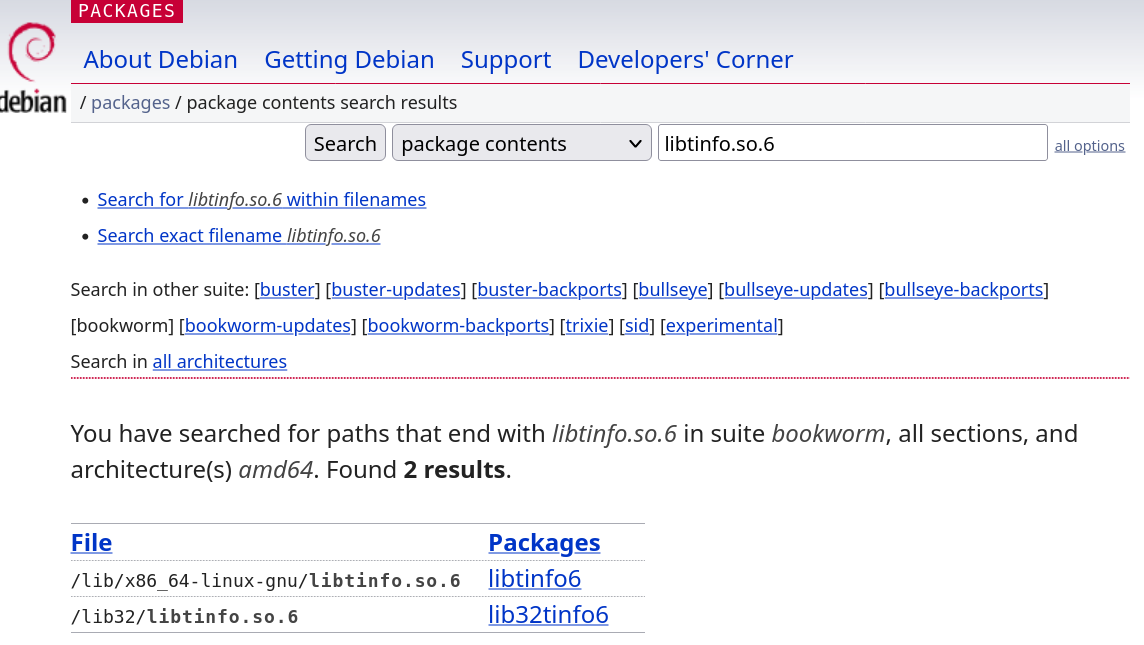 PACKAGES
debian
About Debian Getting Debian Support Developers' Corner
/ packages / package contents search results
Search package contents libtinfo.so.6 all options
• Search for libtinfo.so.6 within filenames
• Search exact filename libtinfo.so.6
Search in other suite: [buster] [buster-updates] [buster-backports] [bullseye] [bullseye-updates] [bullseye-backports]
[bookworm] [bookworm-updates] [bookworm-backports] [trixie] [sid] [experimental]
Search in all architectures
You have searched for paths that end with libtinfo.so.6 in suite bookworm, all sections, and
architecture(s) amd64. Found 2 results.
File Packages
/lib/x86_64-linux-gnu/libtinfo.so.6 libtinfo6
/lib32/libtinfo.so.6 lib32tinfo6